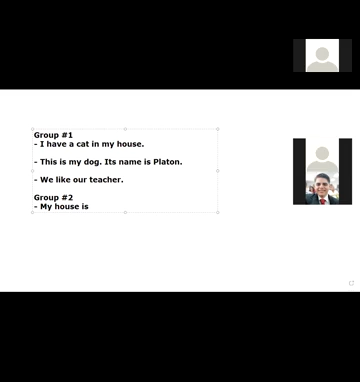 Group #1
- I have a cat in my house.
- This is my dog. Its name is Platon.
- We like our teacher.
Group #2
- My house is